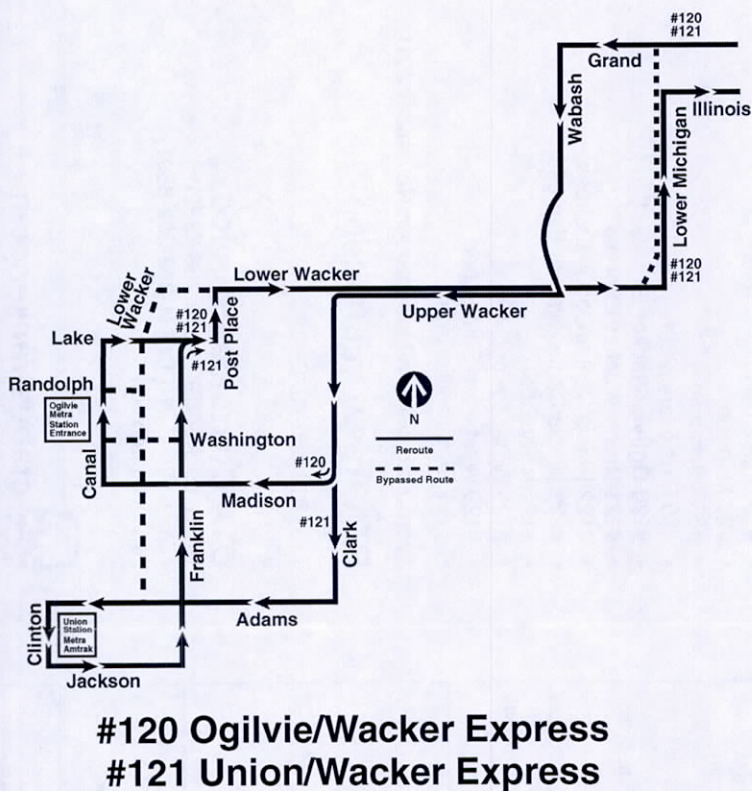 #120
#121
Grand
Wabash
Illinois
Lower Michigan
#120
#121
Lower Wacker
Lower
Wacker
Upper Wacker
#120
#121
Post Place
Lake
#121
Randolph
Ogilvie
Metra
Station
Entrance
N
Reroute
Bypassed Route
Washington
Canal
#120
Madison
#121
Clark
Franklin
Adams
Clinton
Union
Station
Metra
Amtrak
Jackson
#120 Ogilvie/Wacker Express
#121 Union/Wacker Express